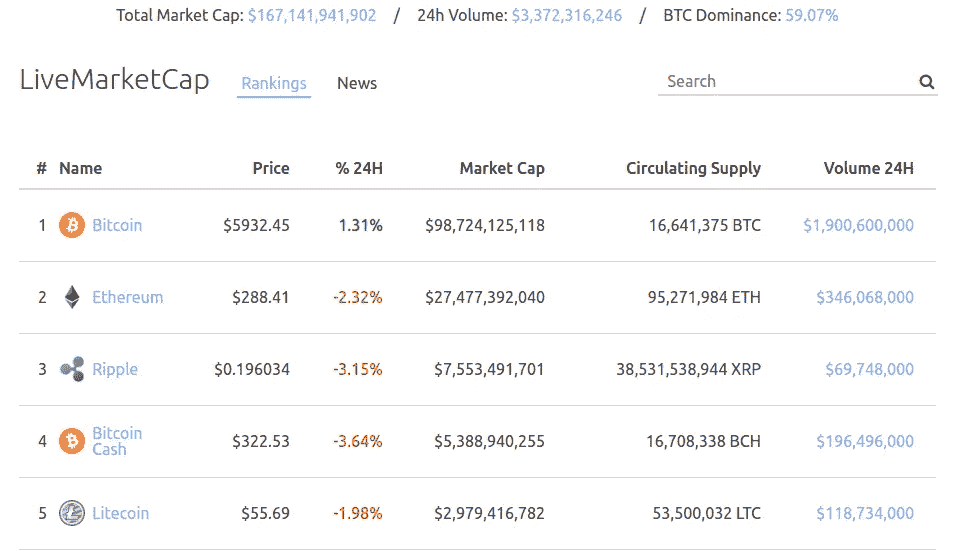 Total Market Cap: $167,141,941,902 / 24h Volume: $3,372,316,246 / BTC Dominance: 59.07%
LiveMarketCap Rankings News Search
# Name Price % 24H Market Cap Circulating Supply Volume 24H
1 Bitcoin $5932.45 1.31% $98,724,125,118 16,641,375 BTC $1,900,600,000
2 Ethereum $288.41 -2.32% $27,477,392,040 95,271,984 ETH $346,068,000
3 Ripple $0.196034 -3.15% $7,553,491,701 38,531,538,944 XRP $69,748,000
4 Bitcoin Cash $322.53 -3.64% $5,388,940,255 16,708,338 BCH $196,496,000
5 Litecoin $55.69 -1.98% $2,979,416,782 53,500,032 LTC $118,734,000